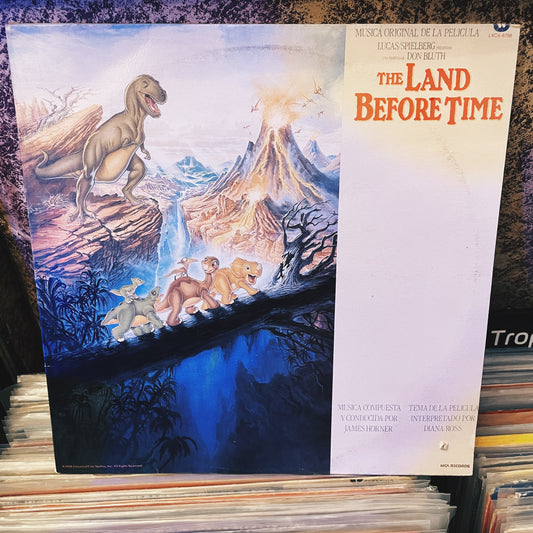 MUSICA ORIGINAL DE LA PELICULA
LUCAS/SPIELBERG
DON BLUTH
THE LAND
BEFORE TIME
Trop
MUSICA COMPUESTA
Y CONDUCIDA POR
JAMES HORNER
TEMA DE LA PELICULA
INTERPRETADO POR
DIANA ROSS
MCA RECORDS